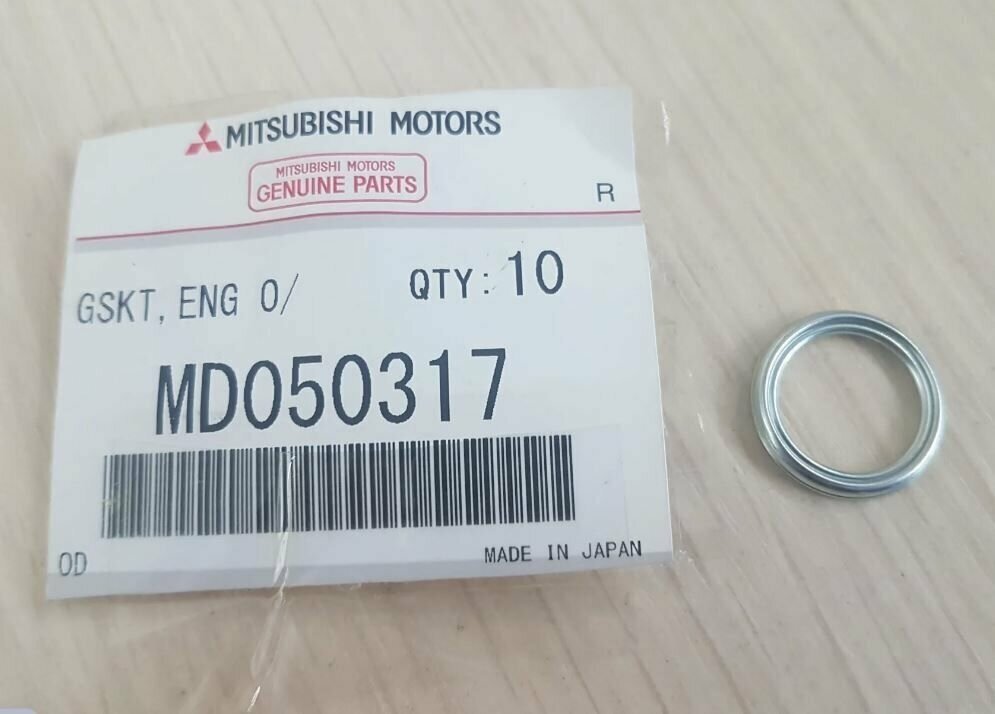 MITSUBISHI MOTORS
MITSUBISHI MOTORS
GENUINE PARTS
R
GSKT, ENG O/ QTY: 10
MD050317
OD MADE IN JAPAN